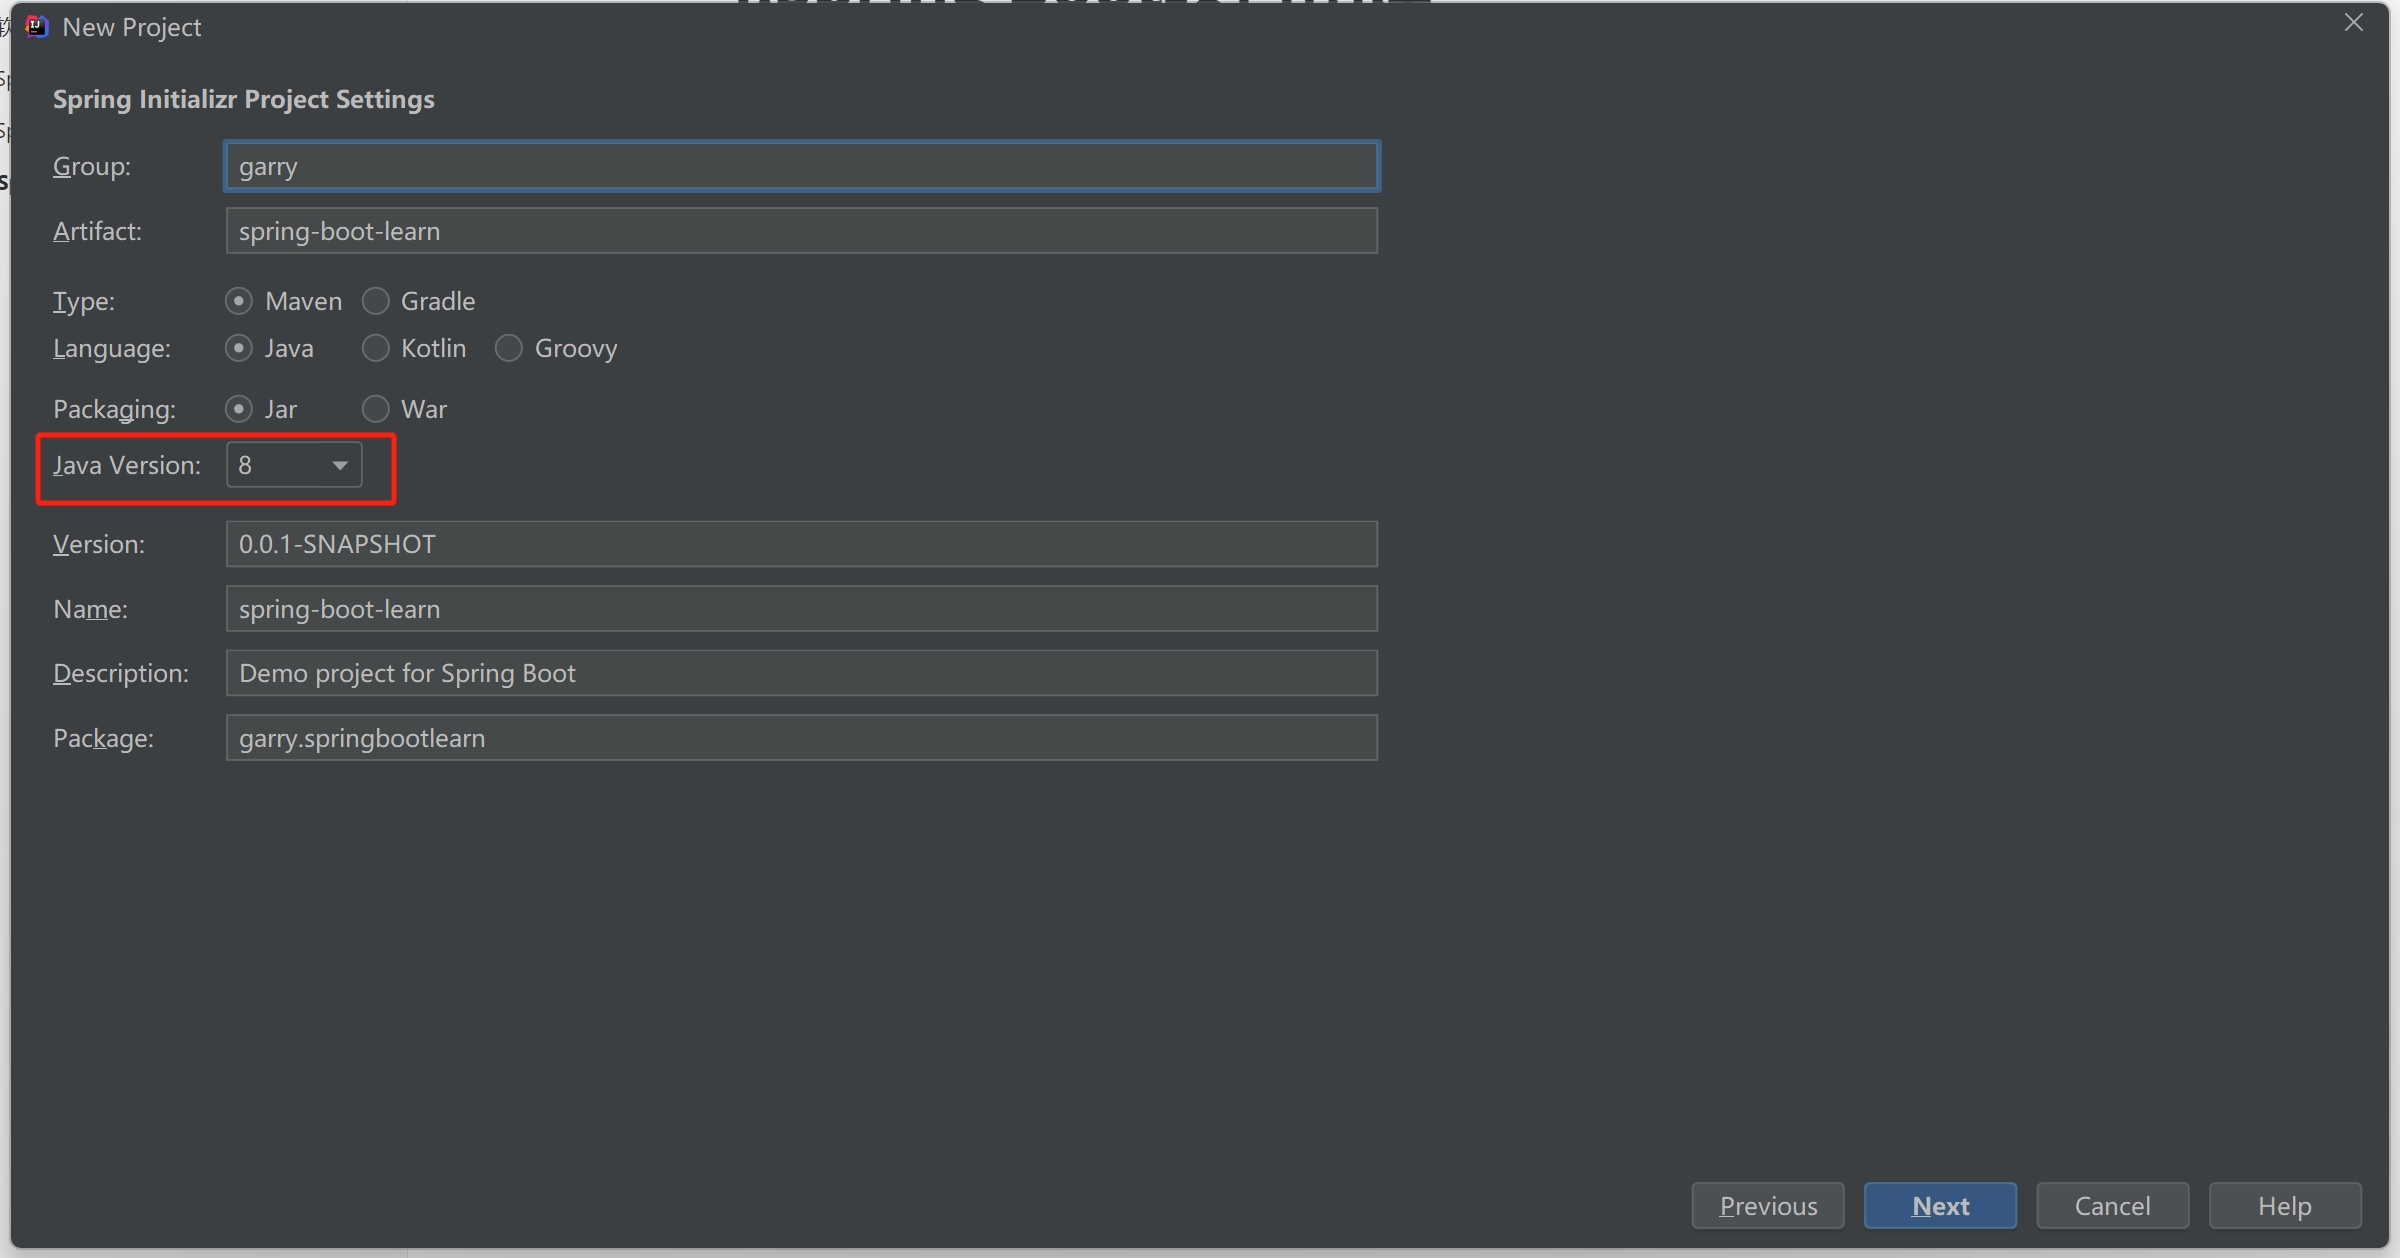 New Project
Spring Initializr Project Settings
Group: garry
Artifact: spring-boot-learn
Type: Maven Gradle
Language: Java Kotlin Groovy
Packaging: Jar War
Java Version: 8
Version: 0.0.1-SNAPSHOT
Name: spring-boot-learn
Description: Demo project for Spring Boot
Package: garry.springbootlearn
Previous Next Cancel Help